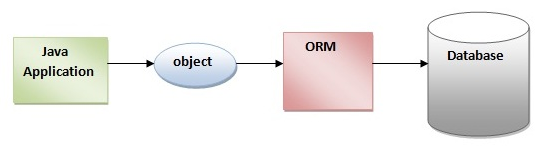 Java
Application
object
ORM
Database